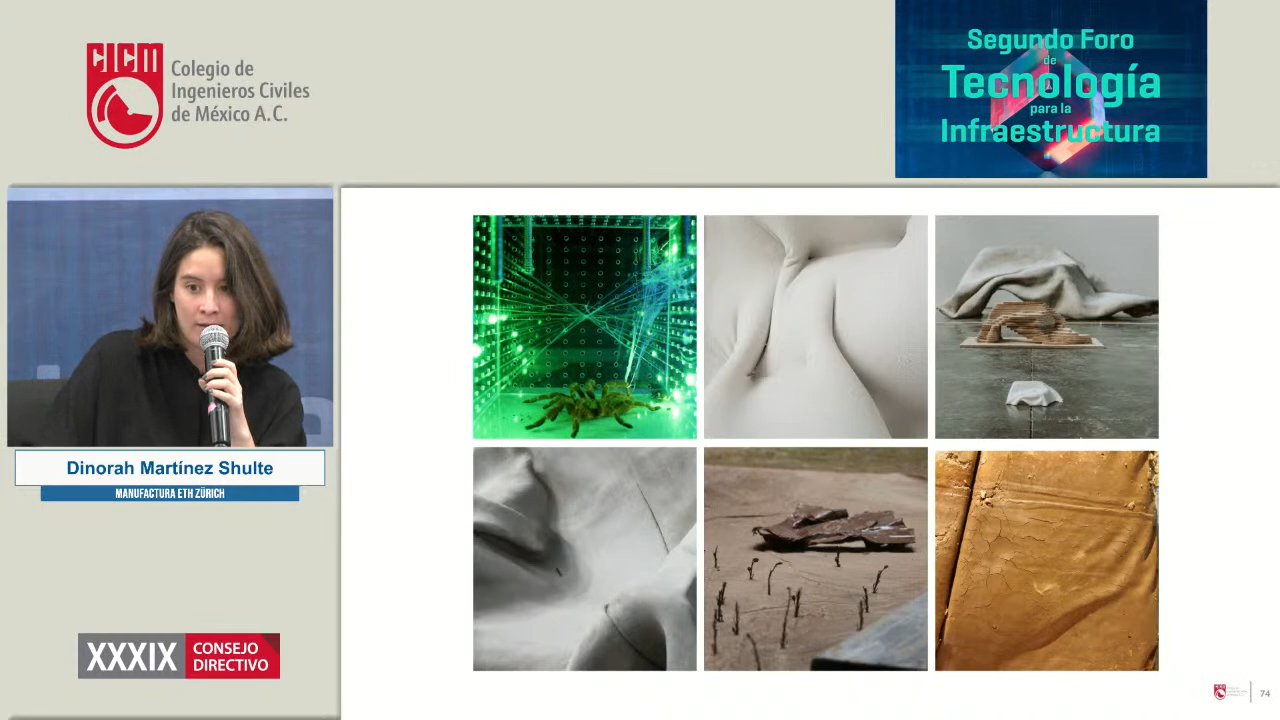 CICM
Colegio de
Ingenieros Civiles
de México A.C.
Segundo Foro
de
Tecnología
para la
Infraestructura
Dinorah Martínez Shulte
MANUFACTURA ETH ZÜRICH
XXXIX
CONSEJO
DIRECTIVO
74